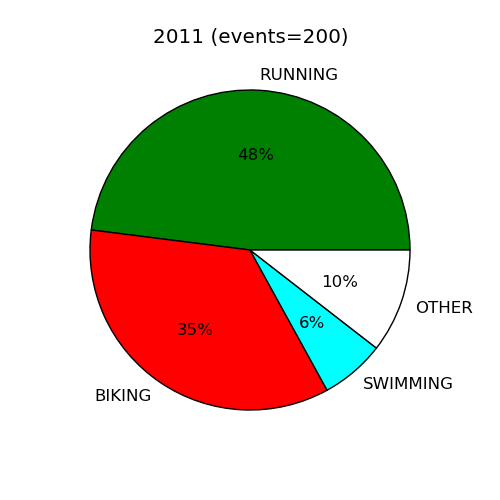 2011 (events=200)
RUNNING
48%
10%
OTHER
6%
35%
SWIMMING
BIKING